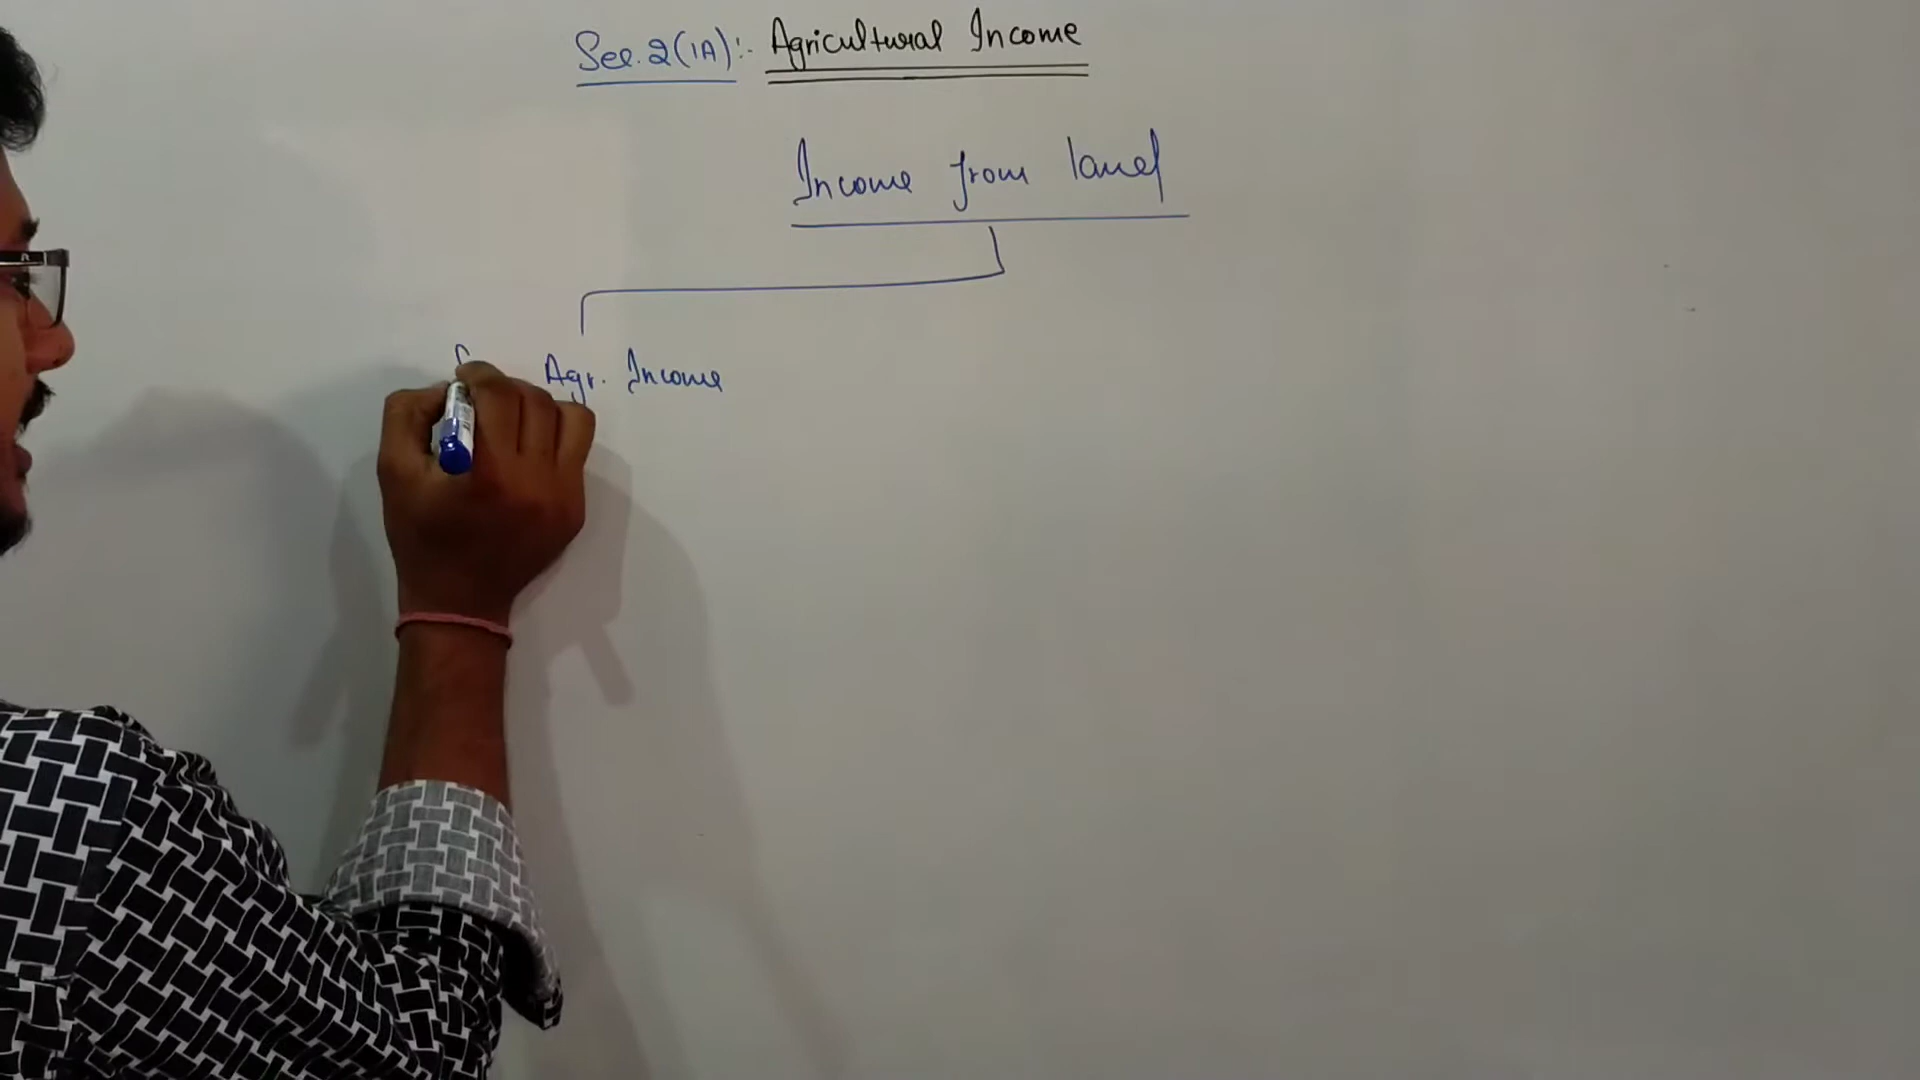 Sec. 2(1A):- Agricultural Income
Income from land
Agr. Income